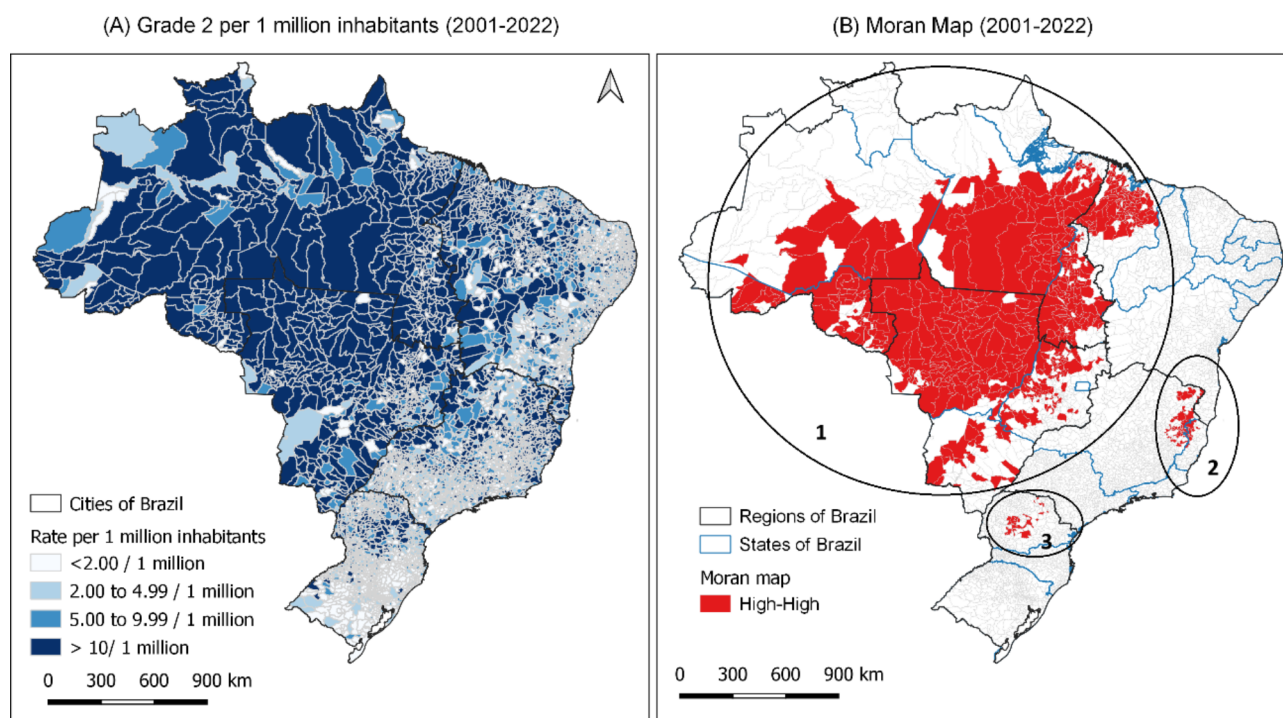 (A) Grade 2 per 1 million inhabitants (2001-2022)
Cities of Brazil
Rate per 1 million inhabitants
<2.00 / 1 million
2.00 to 4.99 / 1 million
5.00 to 9.99 / 1 million
> 10/ 1 million
0 300 600 900 km
(B) Moran Map (2001-2022)
1
2
3
Regions of Brazil
States of Brazil
Moran map
High-High
0 300 600 900 km